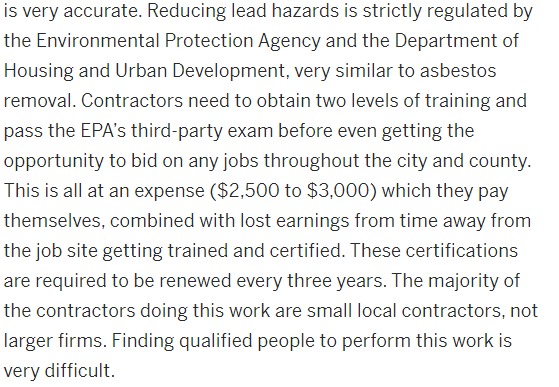 is very accurate. Reducing lead hazards is strictly regulated by
the Environmental Protection Agency and the Department of
Housing and Urban Development, very similar to asbestos
removal. Contractors need to obtain two levels of training and
pass the EPA’s third-party exam before even getting the
opportunity to bid on any jobs throughout the city and county.
This is all at an expense ($2,500 to $3,000) which they pay
themselves, combined with lost earnings from time away from
the job site getting trained and certified. These certifications
are required to be renewed every three years. The majority of
the contractors doing this work are small local contractors, not
larger firms. Finding qualified people to perform this work is
very difficult.